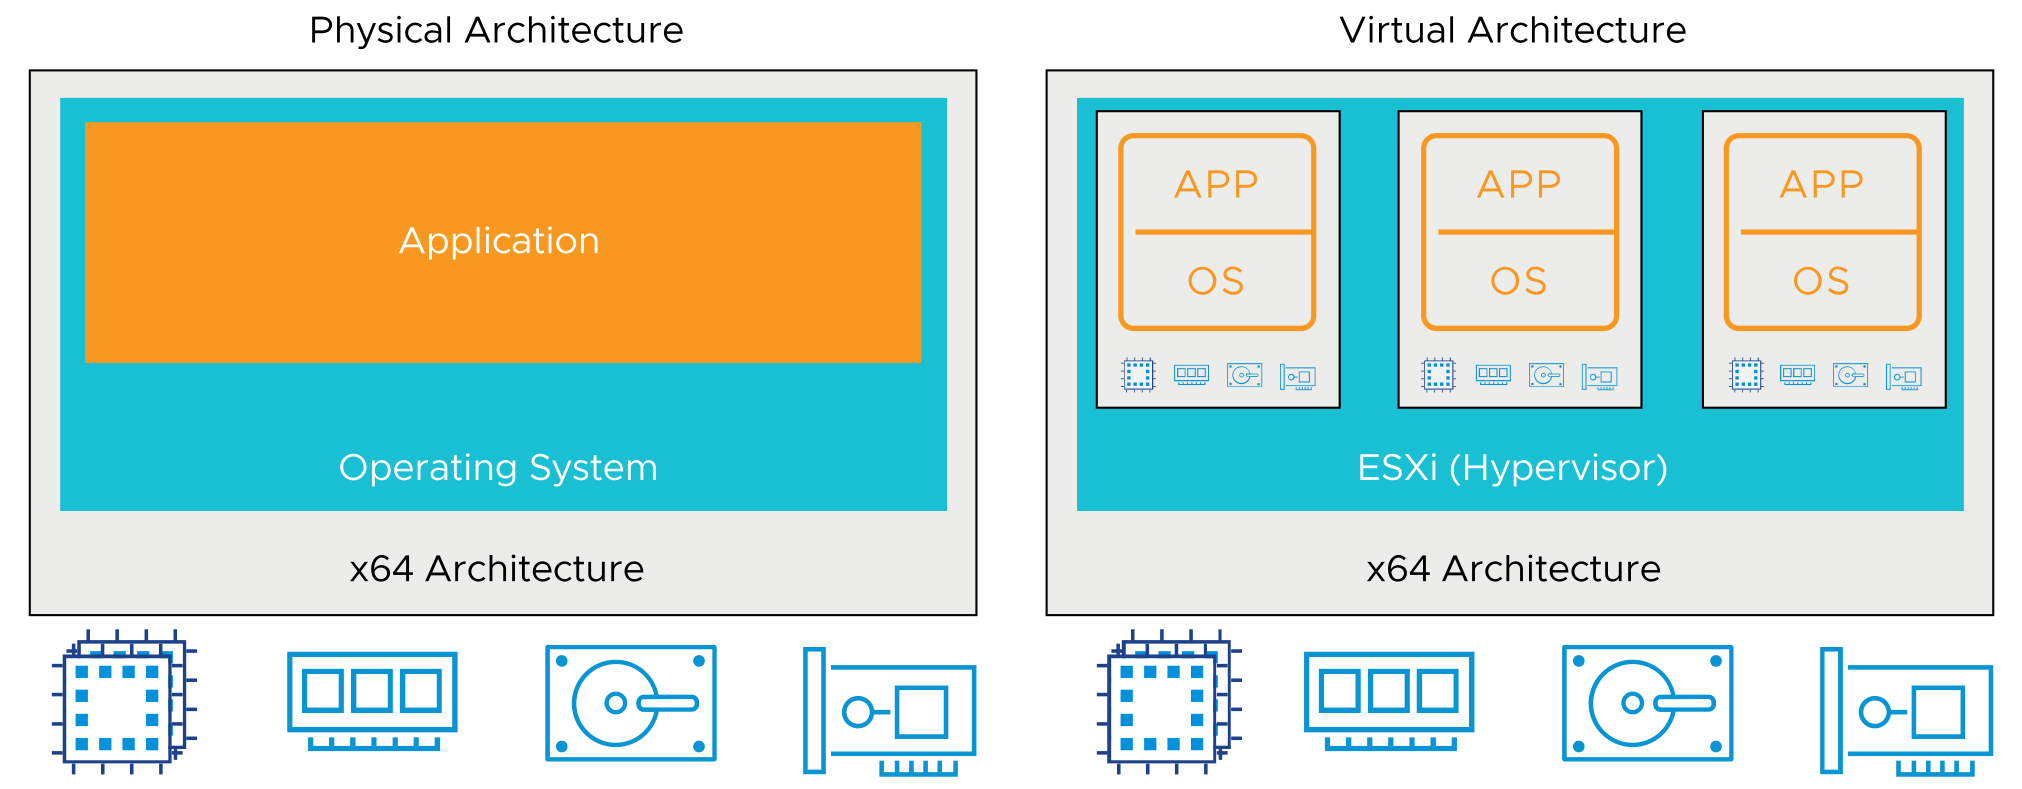 Physical Architecture
Application
Operating System
x64 Architecture
Virtual Architecture
APP
OS
APP
OS
APP
OS
ESXi (Hypervisor)
x64 Architecture